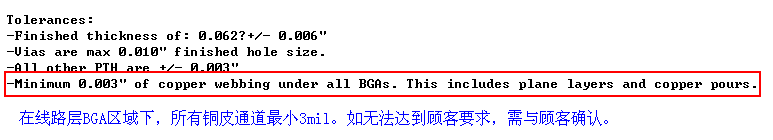 Tolerances:
-Finished thickness of: 0.062?+/- 0.006"
-Vias are max 0.010" finished hole size.
-All other PTH are +/- 0.003"
-Minimum 0.003" of copper webbing under all BGAs. This includes plane layers and copper pours.
在线路层BGA区域下，所有铜皮通道最小3mil。如无法达到顾客要求，需与顾客确认。